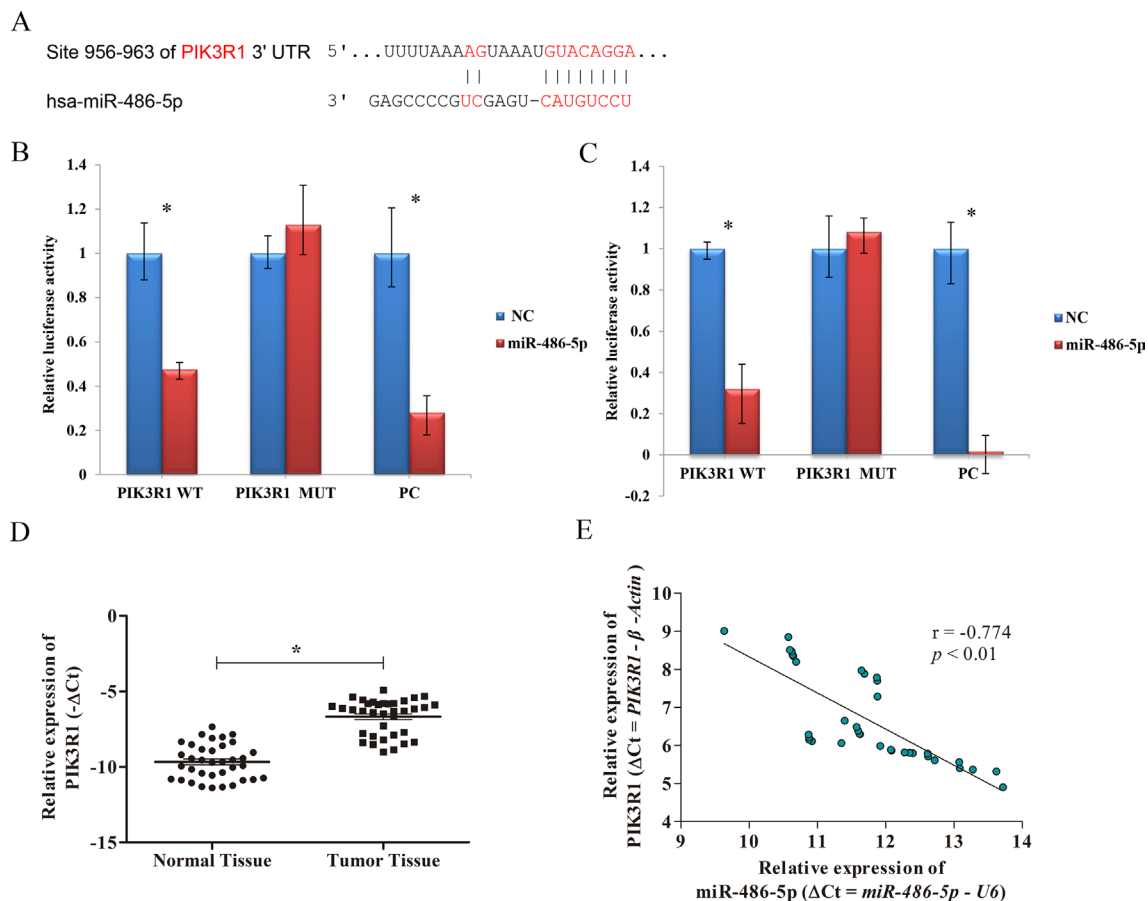 A
Site 956-963 of PIK3R1 3' UTR 5'...UUUUAAAAGUAAAUGUACAGGA...
hsa-miR-486-5p 3' GAGCCCCGUCGAGU-CAUGUCCU
B
Relative luciferase activity
1.4
1.2
1
0.8
0.6
0.4
0.2
0
*
*
PIK3R1 WT
PIK3R1 MUT
PC
NC
miR-486-5p
C
Relative luciferase activity
1.4
1.2
1
0.8
0.6
0.4
0.2
0
-0.2
*
*
PIK3R1 WT
PIK3R1 MUT
PC
NC
miR-486-5p
D
Relative expression of
PIK3R1 (-ΔCt)
0
-5
-10
-15
*
Normal Tissue
Tumor Tissue
E
Relative expression of
PIK3R1 (ΔCt = PIK3R1 - β -Actin )
10
9
8
7
6
5
4
r = -0.774
p < 0.01
9
10
11
12
13
14
Relative expression of
miR-486-5p (ΔCt = miR-486-5p - U6)